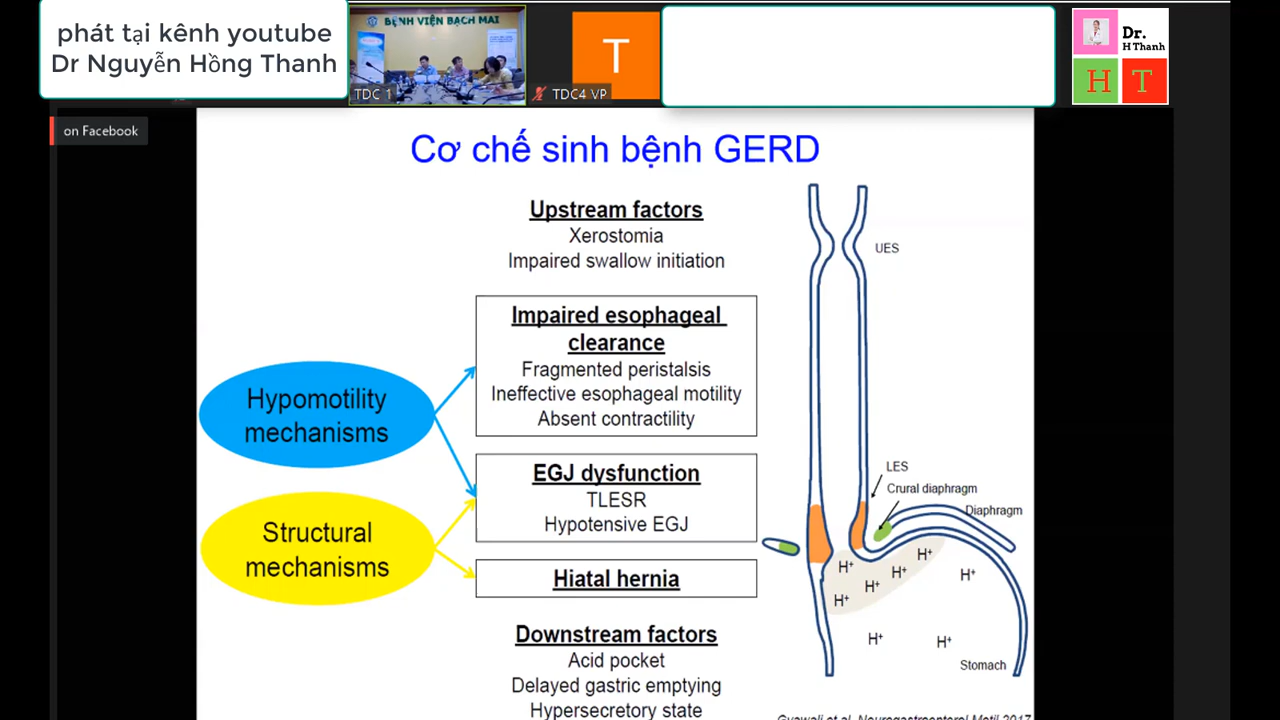 phát tại kênh youtube
Dr Nguyễn Hồng Thanh
BỆNH VIỆN BẠCH MAI
TDC 1
T
TDC4 VP
Dr.
H Thanh
H T
on Facebook
Cơ chế sinh bệnh GERD
Upstream factors
Xerostomia
Impaired swallow initiation
UES
Impaired esophageal
clearance
Fragmented peristalsis
Ineffective esophageal motility
Absent contractility
Hypomotility
mechanisms
EGJ dysfunction
TLESR
Hypotensive EGJ
Structural
mechanisms
Hiatal hernia
Downstream factors
Acid pocket
Delayed gastric emptying
Hypersecretory state
LES
Crural diaphragm
Diaphragm
H+
H+
H+
H+
H+
H+
H+
H+
Stomach
Gyawali et al, Neurogastroenterol Motil 2017